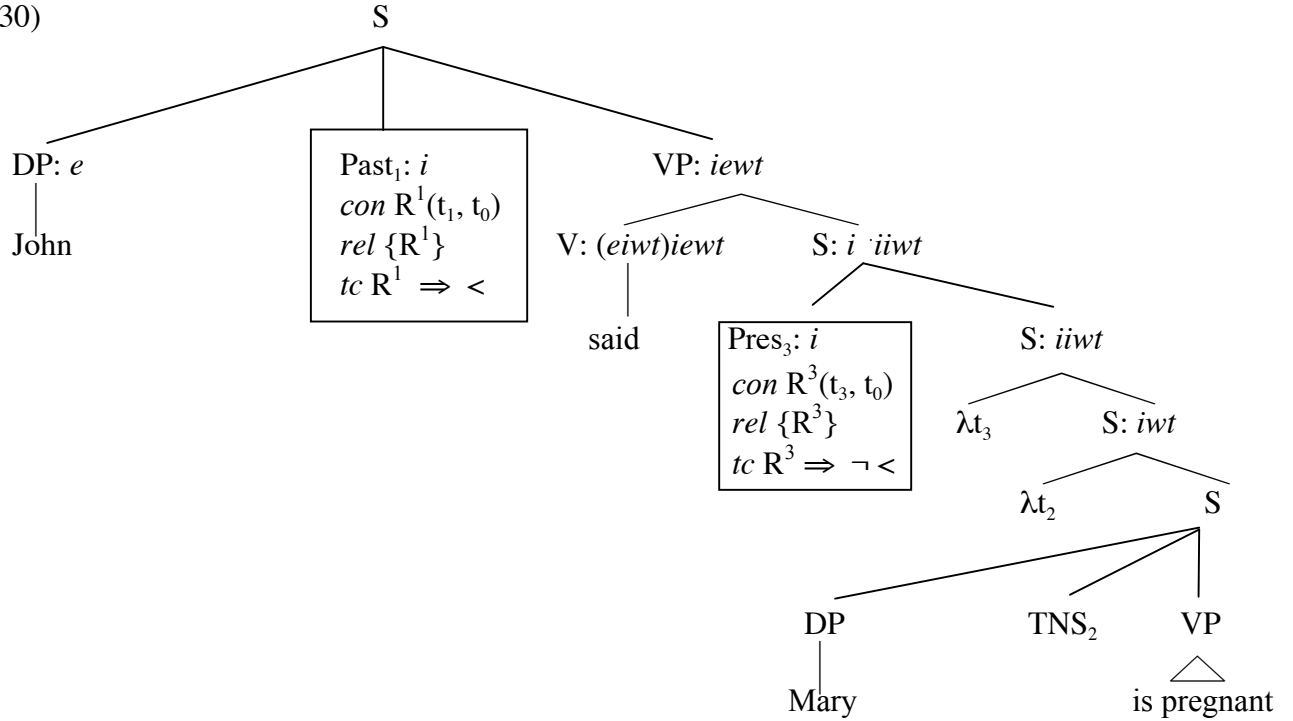 30)
S
DP: e
Past₁: i
VP: iewt
con R¹(t₁, t₀)
John
rel {R¹}
V: (eiwt)iewt
S: i ˙iiwt
tc R¹ ⇒ <
said
Pres₃: i
S: iiwt
con R³(t₃, t₀)
rel {R³}
λt₃
S: iwt
tc R³ ⇒ ¬ <
λt₂
S
DP
TNS₂
VP
Mary
is pregnant